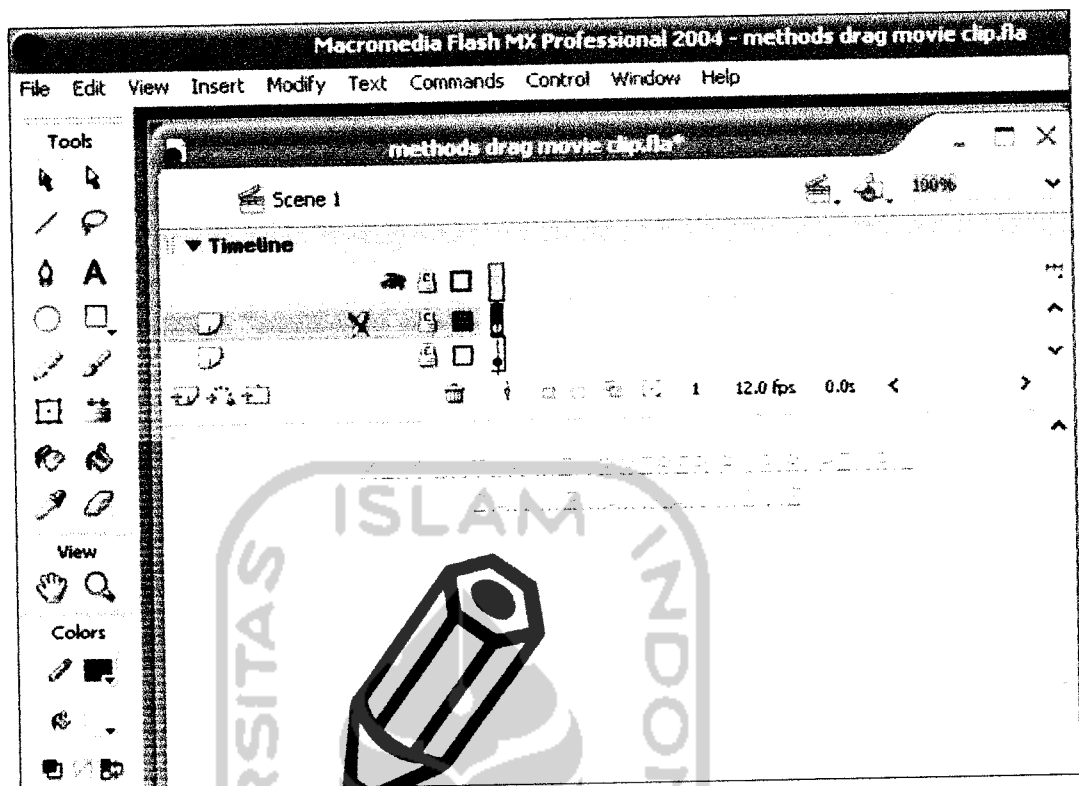 Macromedia Flash MX Professional 2004 - methods drag movie clip.fla
File Edit View Insert Modify Text Commands Control Window Help
Tools
methods drag movie clip.fla*
Scene 1
100%
Timeline
A
1 12.0 fps 0.0s
View
Colors
ISLAM